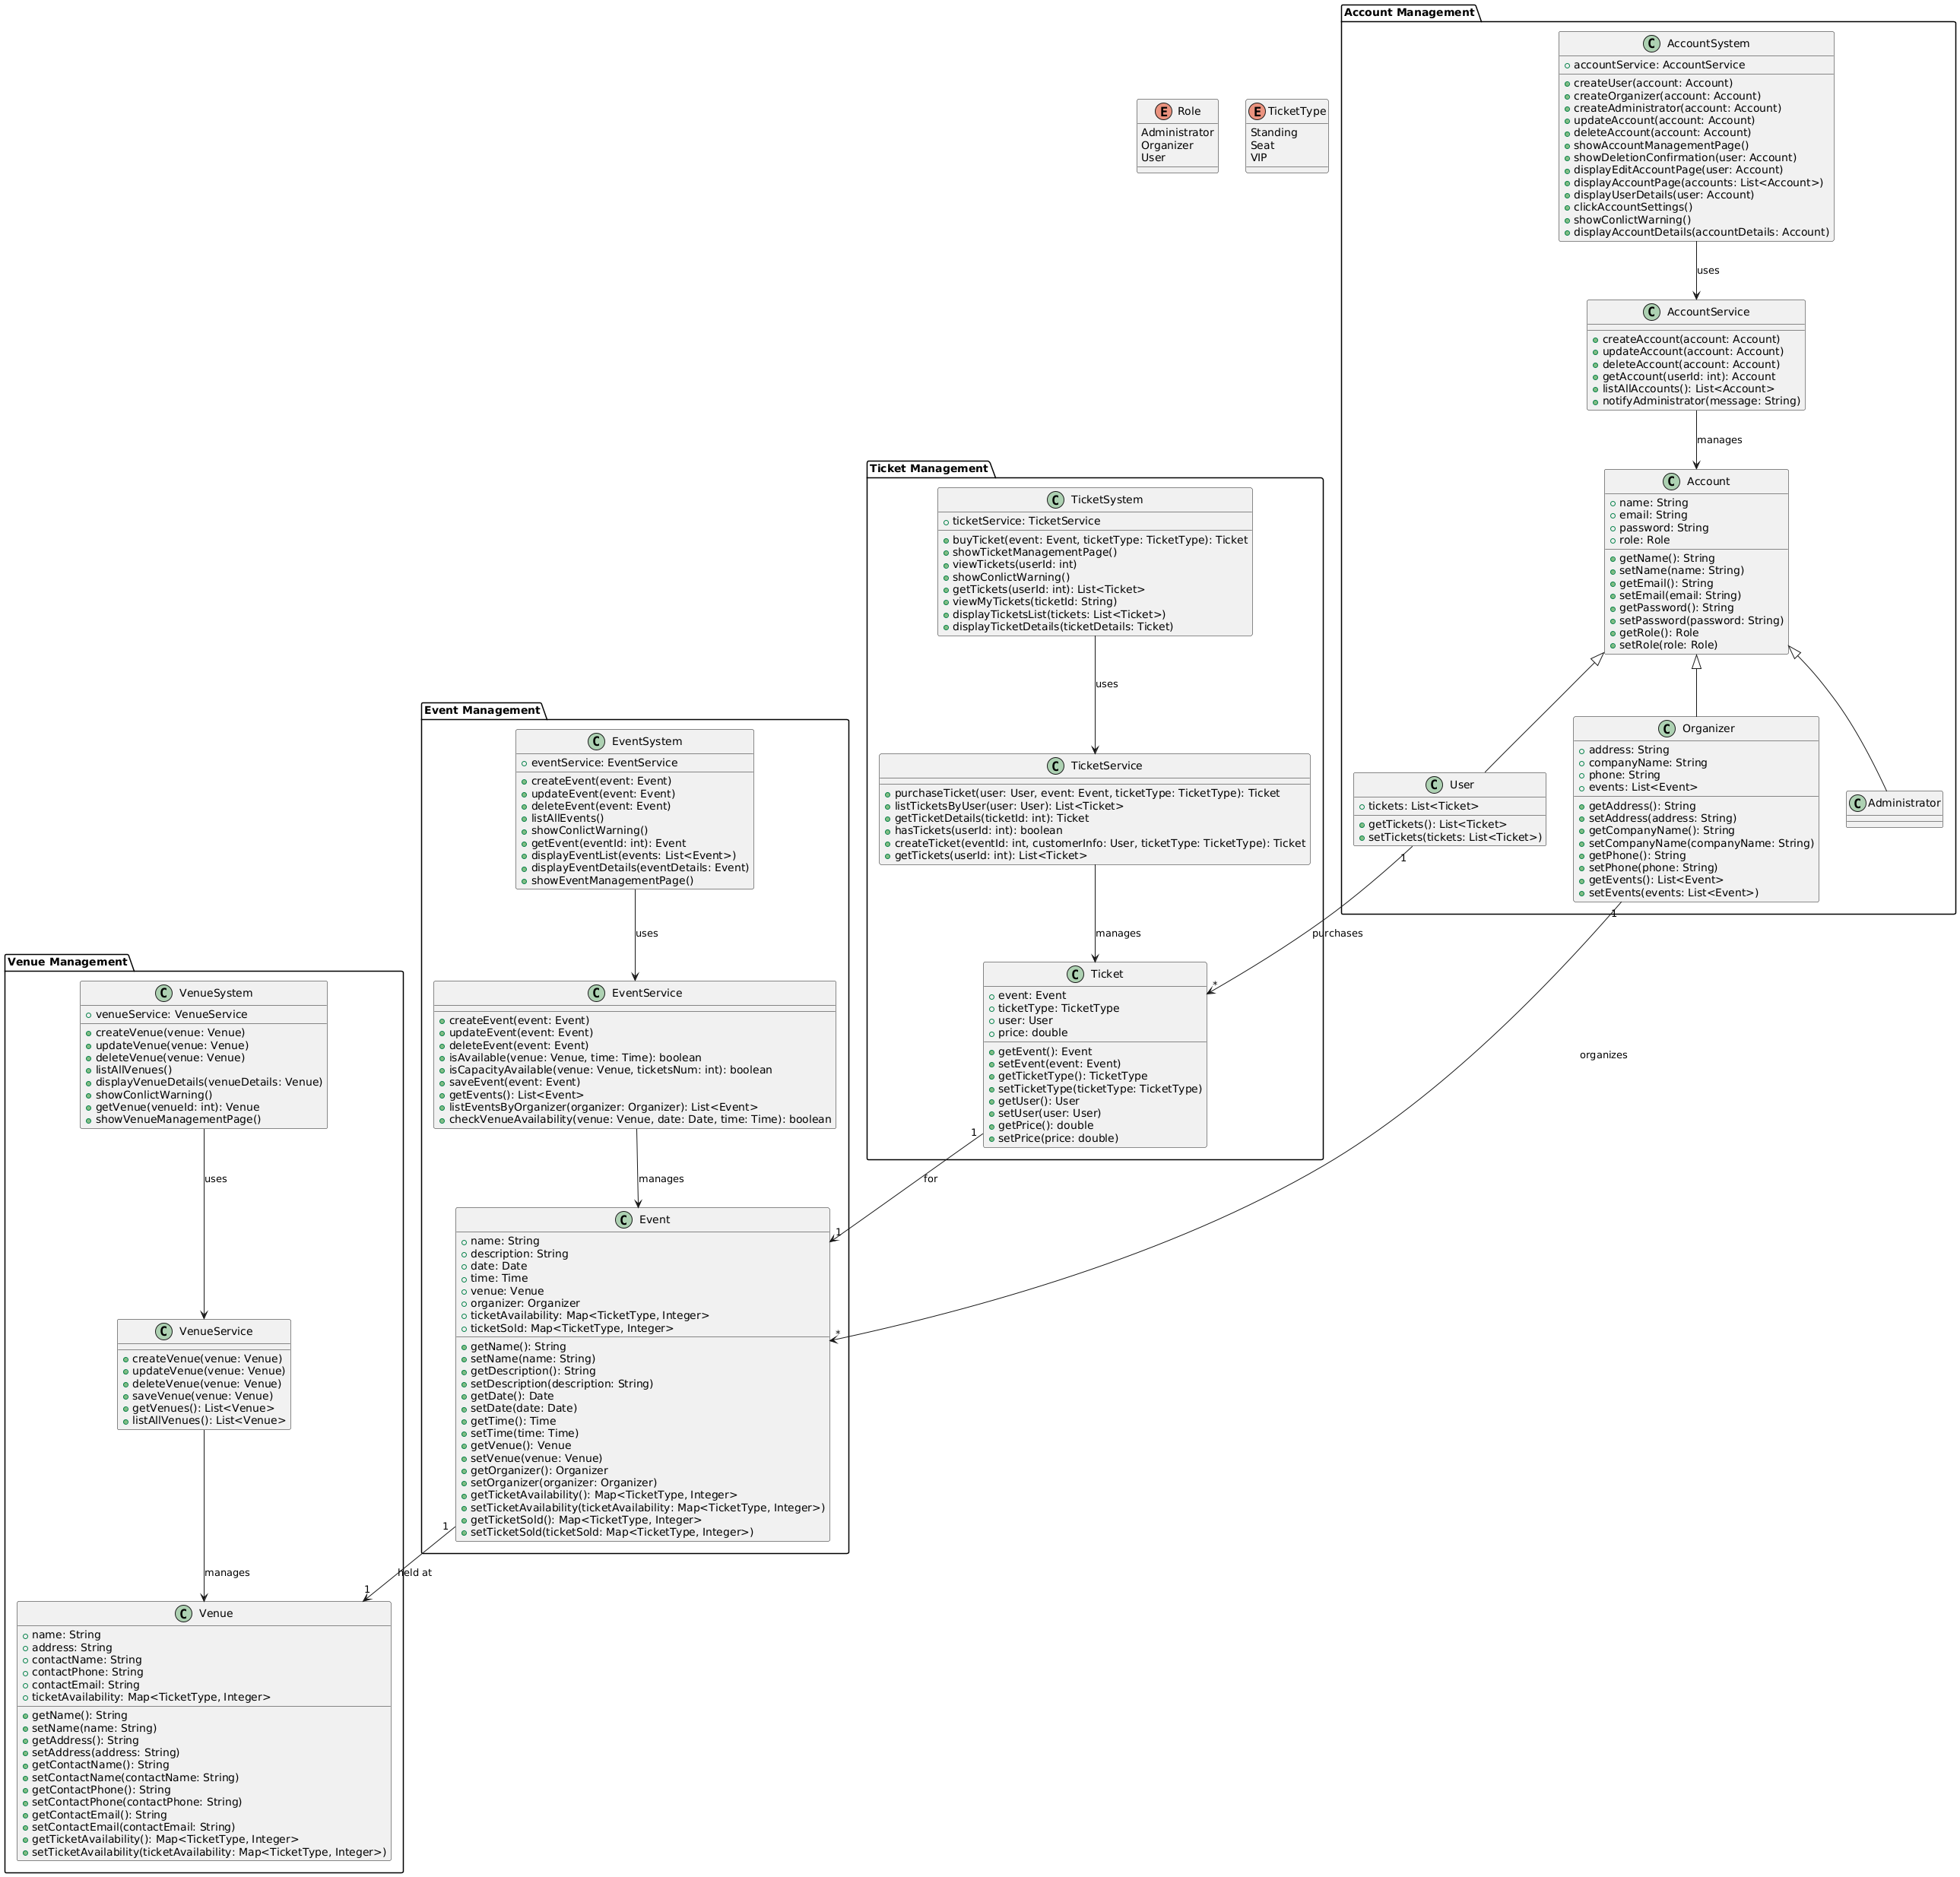 Account Management
AccountSystem
accountService: AccountService
createUser(account: Account)
createOrganizer(account: Account)
createAdministrator(account: Account)
updateAccount(account: Account)
deleteAccount(account: Account)
showAccountManagementPage()
showDeletionConfirmation(user: Account)
displayEditAccountPage(user: Account)
displayAccountPage(accounts: List<Account>)
displayUserDetails(user: Account)
clickAccountSettings()
showConlictWarning()
displayAccountDetails(accountDetails: Account)
Role
Administrator
Organizer
User
TicketType
Standing
Seat
VIP
uses
AccountService
createAccount(account: Account)
updateAccount(account: Account)
deleteAccount(account: Account)
getAccount(userId: int): Account
listAllAccounts(): List<Account>
notifyAdministrator(message: String)
manages
Account
name: String
email: String
password: String
role: Role
getName(): String
setName(name: String)
getEmail(): String
setEmail(email: String)
getPassword(): String
setPassword(password: String)
getRole(): Role
setRole(role: Role)
User
tickets: List<Ticket>
getTickets(): List<Ticket>
setTickets(tickets: List<Ticket>)
Organizer
address: String
companyName: String
phone: String
events: List<Event>
getAddress(): String
setAddress(address: String)
getCompanyName(): String
setCompanyName(companyName: String)
getPhone(): String
setPhone(phone: String)
getEvents(): List<Event>
setEvents(events: List<Event>)
Administrator
Ticket Management
TicketSystem
ticketService: TicketService
buyTicket(event: Event, ticketType: TicketType): Ticket
showTicketManagementPage()
viewTickets(userId: int)
showConlictWarning()
getTickets(userId: int): List<Ticket>
viewMyTickets(ticketId: String)
displayTicketsList(tickets: List<Ticket>)
displayTicketDetails(ticketDetails: Ticket)
uses
TicketService
purchaseTicket(user: User, event: Event, ticketType: TicketType): Ticket
listTicketsByUser(user: User): List<Ticket>
getTicketDetails(ticketId: int): Ticket
hasTickets(userId: int): boolean
createTicket(eventId: int, customerInfo: User, ticketType: TicketType): Ticket
getTickets(userId: int): List<Ticket>
manages
1
purchases
*
Ticket
event: Event
ticketType: TicketType
user: User
price: double
getEvent(): Event
setEvent(event: Event)
getTicketType(): TicketType
setTicketType(ticketType: TicketType)
getUser(): User
setUser(user: User)
getPrice(): double
setPrice(price: double)
1
for
1
1
organizes
*
Event Management
EventSystem
eventService: EventService
createEvent(event: Event)
updateEvent(event: Event)
deleteEvent(event: Event)
listAllEvents()
showConlictWarning()
getEvent(eventId: int): Event
displayEventList(events: List<Event>)
displayEventDetails(eventDetails: Event)
showEventManagementPage()
uses
EventService
createEvent(event: Event)
updateEvent(event: Event)
deleteEvent(event: Event)
isAvailable(venue: Venue, time: Time): boolean
isCapacityAvailable(venue: Venue, ticketsNum: int): boolean
saveEvent(event: Event)
getEvents(): List<Event>
listEventsByOrganizer(organizer: Organizer): List<Event>
checkVenueAvailability(venue: Venue, date: Date, time: Time): boolean
manages
Event
name: String
description: String
date: Date
time: Time
venue: Venue
organizer: Organizer
ticketAvailability: Map<TicketType, Integer>
ticketSold: Map<TicketType, Integer>
getName(): String
setName(name: String)
getDescription(): String
setDescription(description: String)
getDate(): Date
setDate(date: Date)
getTime(): Time
setTime(time: Time)
getVenue(): Venue
setVenue(venue: Venue)
getOrganizer(): Organizer
setOrganizer(organizer: Organizer)
getTicketAvailability(): Map<TicketType, Integer>
setTicketAvailability(ticketAvailability: Map<TicketType, Integer>)
getTicketSold(): Map<TicketType, Integer>
setTicketSold(ticketSold: Map<TicketType, Integer>)
1
held at
1
Venue Management
VenueSystem
venueService: VenueService
createVenue(venue: Venue)
updateVenue(venue: Venue)
deleteVenue(venue: Venue)
listAllVenues()
displayVenueDetails(venueDetails: Venue)
showConlictWarning()
getVenue(venueId: int): Venue
showVenueManagementPage()
uses
VenueService
createVenue(venue: Venue)
updateVenue(venue: Venue)
deleteVenue(venue: Venue)
saveVenue(venue: Venue)
getVenues(): List<Venue>
listAllVenues(): List<Venue>
manages
Venue
name: String
address: String
contactName: String
contactPhone: String
contactEmail: String
ticketAvailability: Map<TicketType, Integer>
getName(): String
setName(name: String)
getAddress(): String
setAddress(address: String)
getContactName(): String
setContactName(contactName: String)
getContactPhone(): String
setContactPhone(contactPhone: String)
getContactEmail(): String
setContactEmail(contactEmail: String)
getTicketAvailability(): Map<TicketType, Integer>
setTicketAvailability(ticketAvailability: Map<TicketType, Integer>)